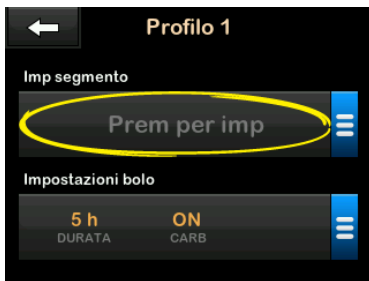 Profilo 1
Imp segmento
Prem per imp
Impostazioni bolo
5 h ON
DURATA CARB